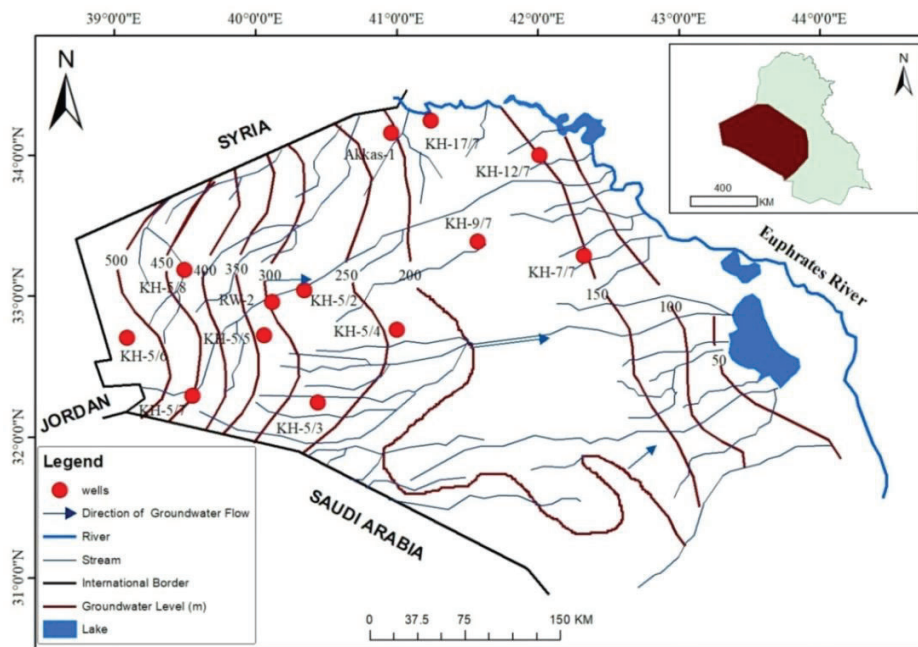 39°0'0"E 40°0'0"E 41°0'0"E 42°0'0"E 43°0'0"E 44°0'0"E
N
N
SYRIA
400
KM
34°0'0"N
Akkas-1
KH-17/7
KH-12/7
KH-9/7
Euphrates River
500
450
400
350
300
250
200
KH-5/8
KH-7/7
33°0'0"N
RW-2
KH-5/2
150
100
KH-5/6
KH-5/5
KH-5/4
50
KH-5/7
KH-5/3
JORDAN
32°0'0"N
SAUDI ARABIA
31°0'0"N
Legend
wells
Direction of Groundwater Flow
River
Stream
International Border
Groundwater Level (m)
Lake
0 37.5 75 150 KM